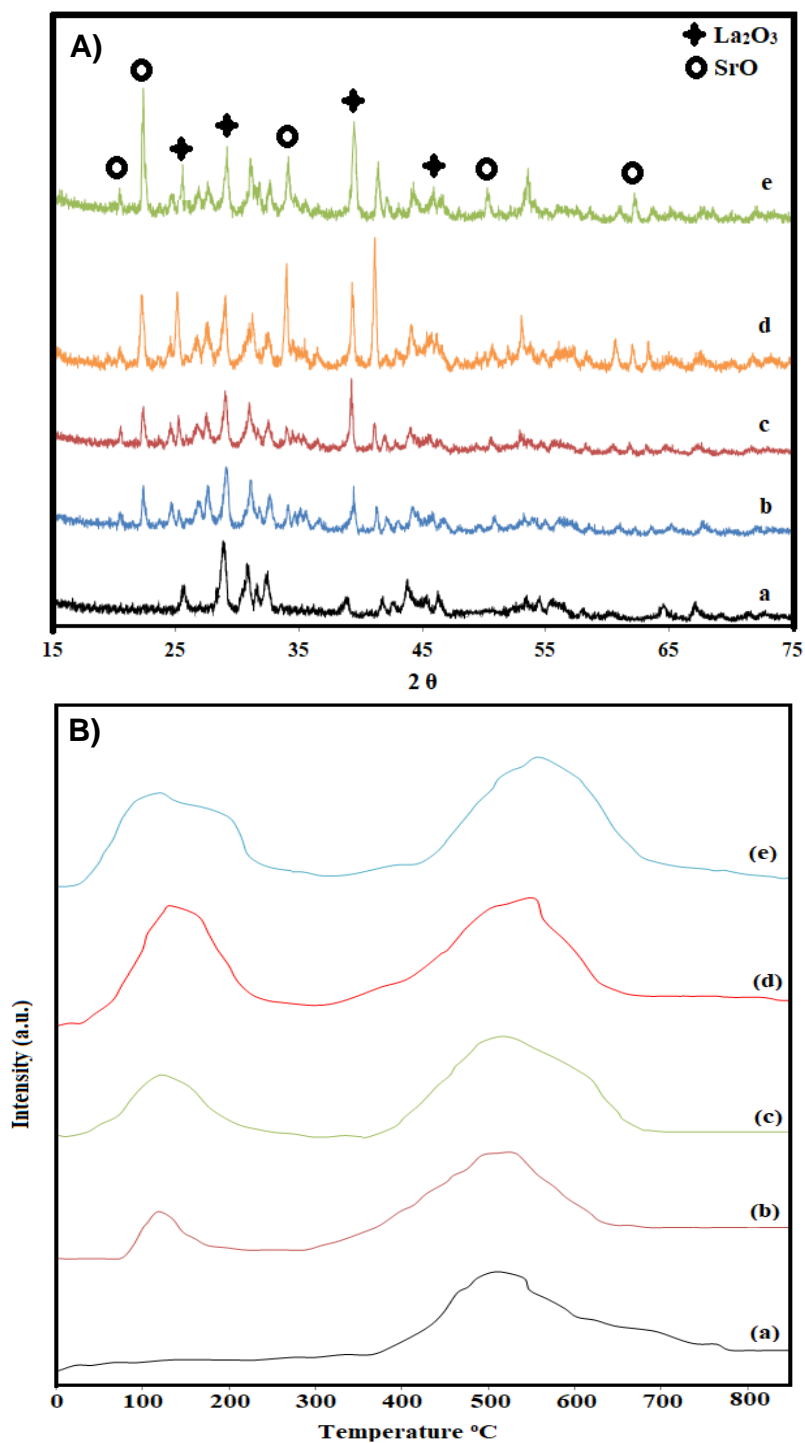 A)
La₂O₃
SrO
e
d
c
b
a
15 25 35 45 55 65 75
2 θ
B)
(e)
(d)
(c)
(b)
(a)
Intensity (a.u.)
0 100 200 300 400 500 600 700 800
Temperature ºC